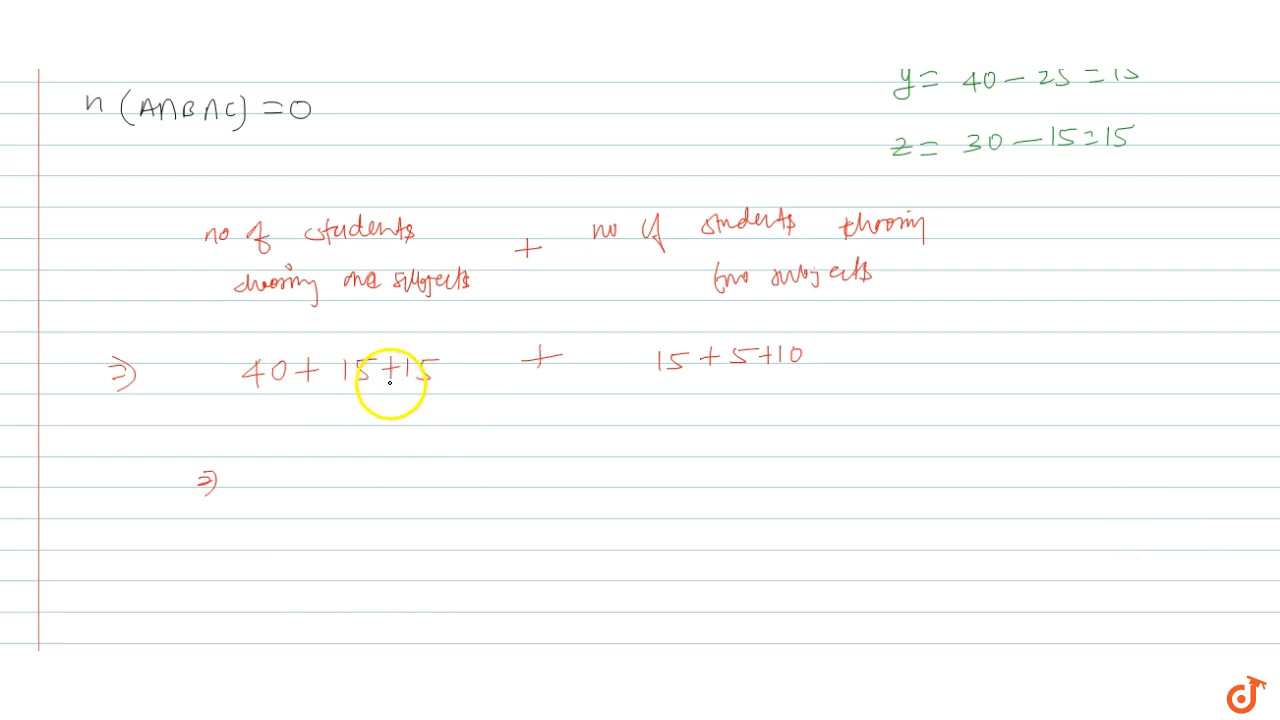 y = 40 - 25 = 15
n (A∩B∩C) = 0
z = 30 - 15 = 15
no of students + no of students choosing
choosing one subjects two subjects
⇒ 40 + 15 + 15 + 15 + 5 + 10
⇒